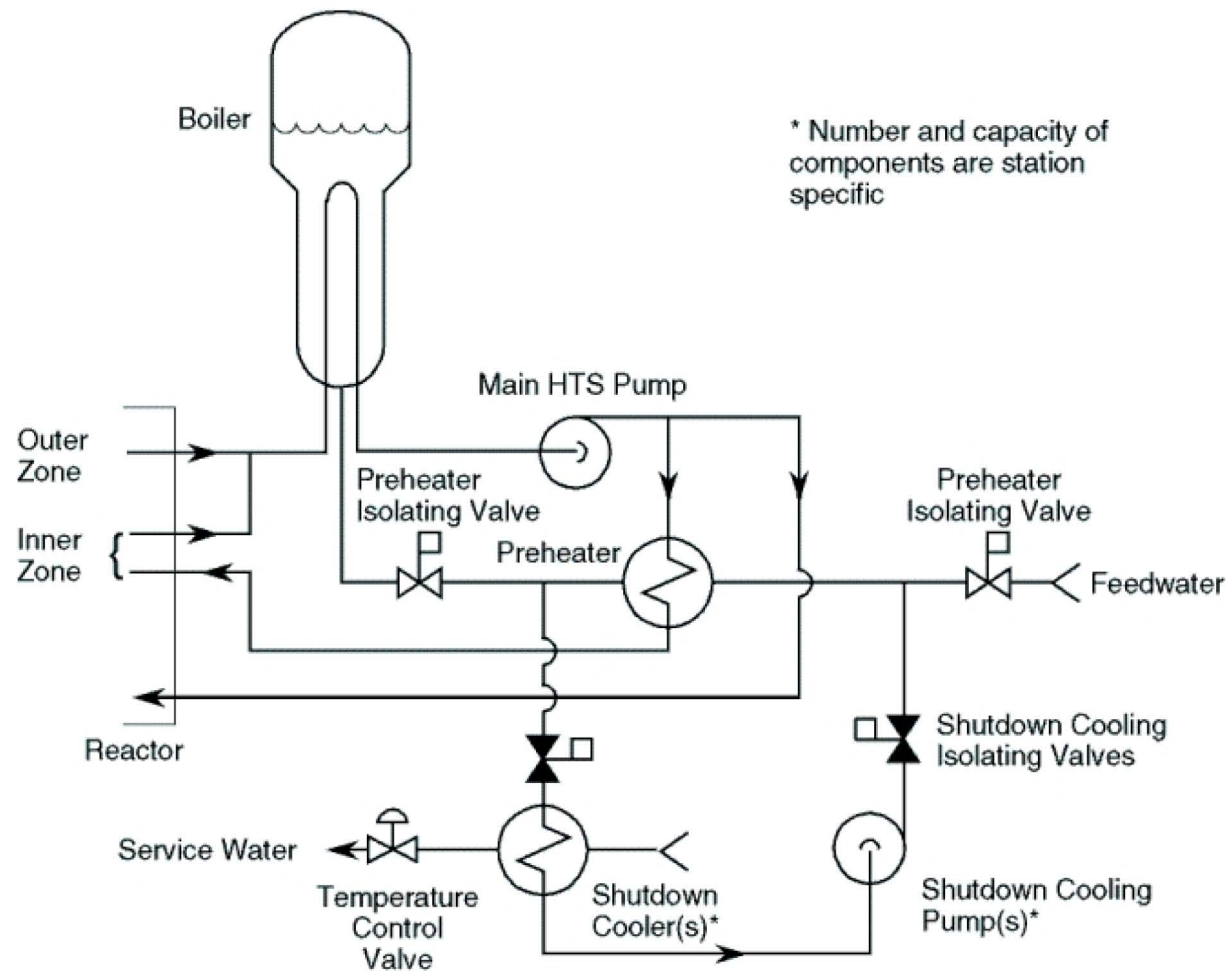 Boiler
* Number and capacity of
components are station
specific
Main HTS Pump
Outer
Zone
Preheater
Isolating Valve
Preheater
Isolating Valve
Inner
Zone
Preheater
Feedwater
Reactor
Shutdown Cooling
Isolating Valves
Service Water
Temperature
Control
Valve
Shutdown
Cooler(s)*
Shutdown Cooling
Pump(s)*